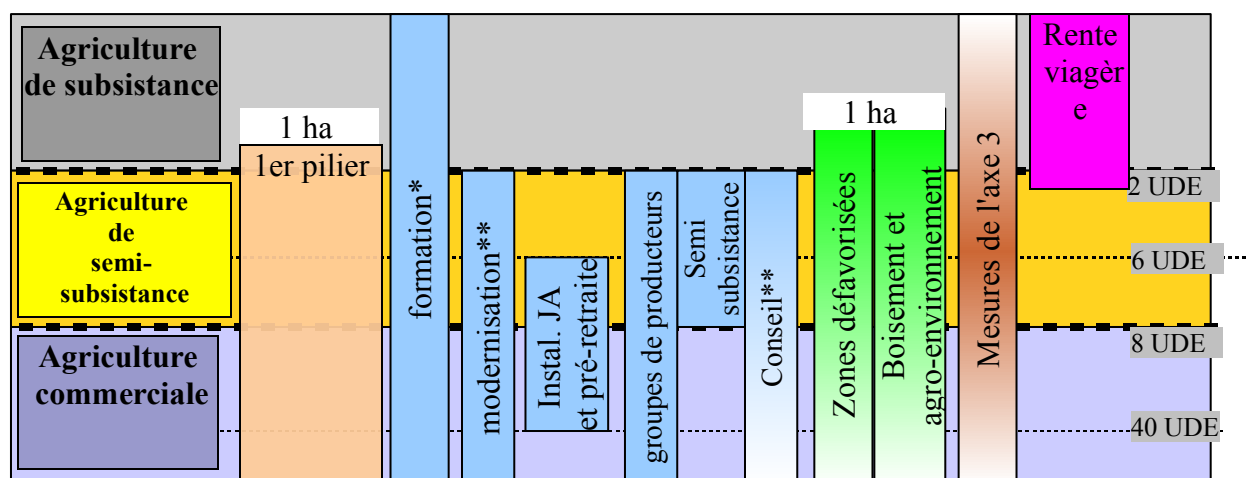 Agriculture
de subsistance
Agriculture
de
semi-
subsistance
Agriculture
commerciale
1 ha
1er pilier
formation*
modernisation**
Instal. JA
et pré-retraite
groupes de producteurs
Semi
subsistance
Conseil**
1 ha
Zones défavorisées
Boisement et
agro-environnement
Mesures de l'axe 3
Rente
viagèr
e
2 UDE
6 UDE
8 UDE
40 UDE